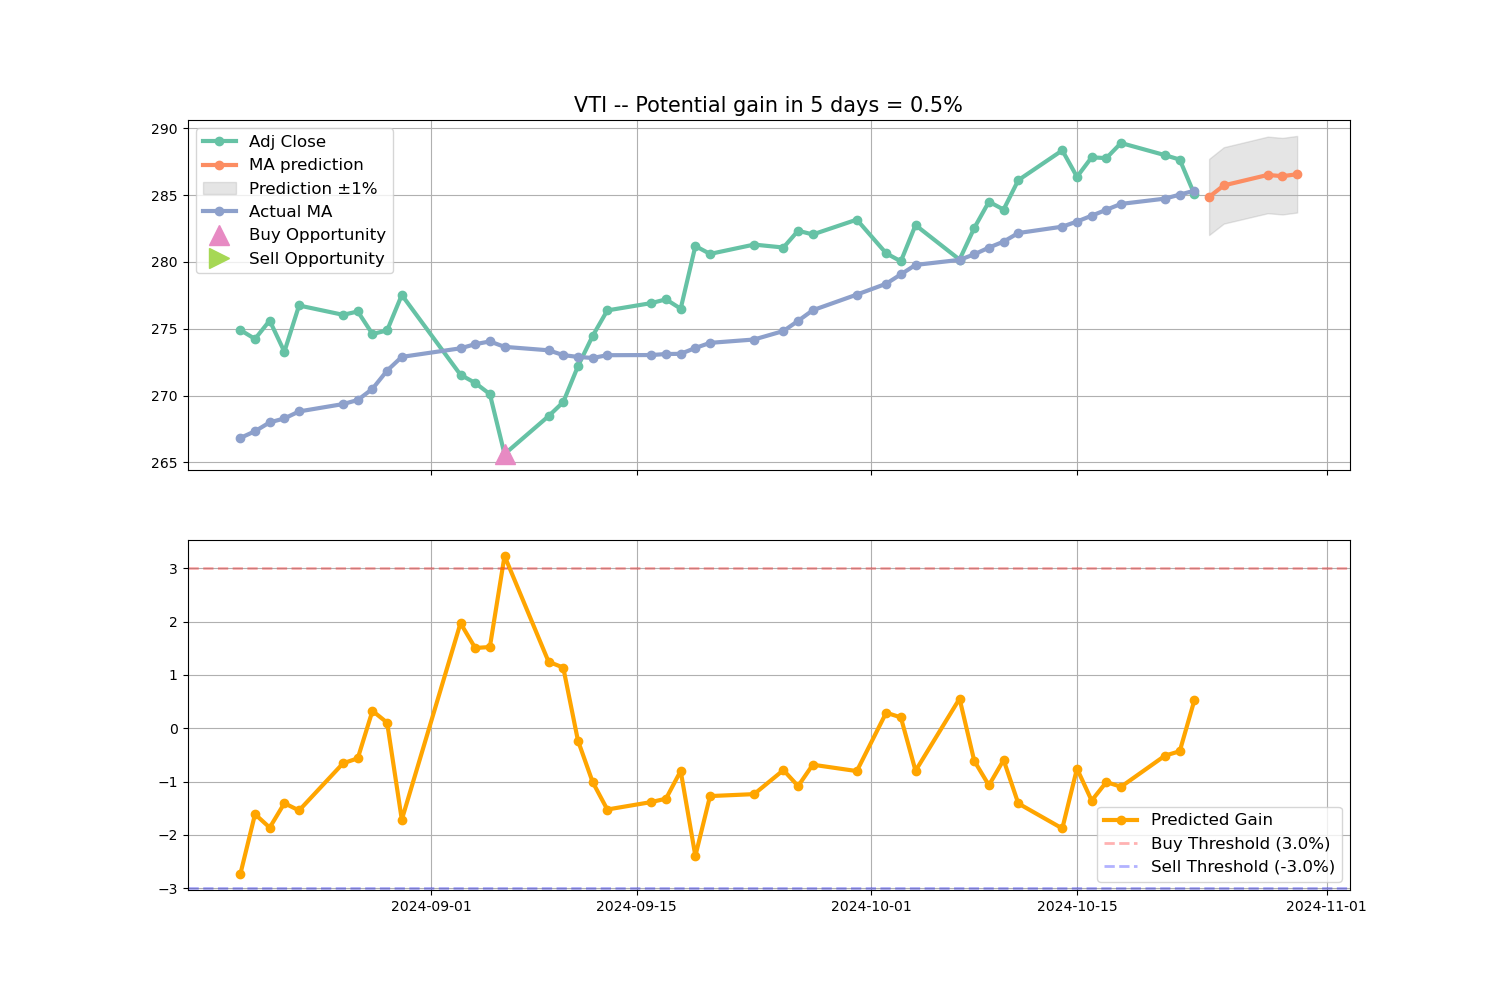 VTI -- Potential gain in 5 days = 0.5%
290
285
280
275
270
265
Adj Close
MA prediction
Prediction ±1%
Actual MA
Buy Opportunity
Sell Opportunity
3
2
1
0
−1
−2
−3
Predicted Gain
Buy Threshold (3.0%)
Sell Threshold (-3.0%)
2024-09-01
2024-09-15
2024-10-01
2024-10-15
2024-11-01